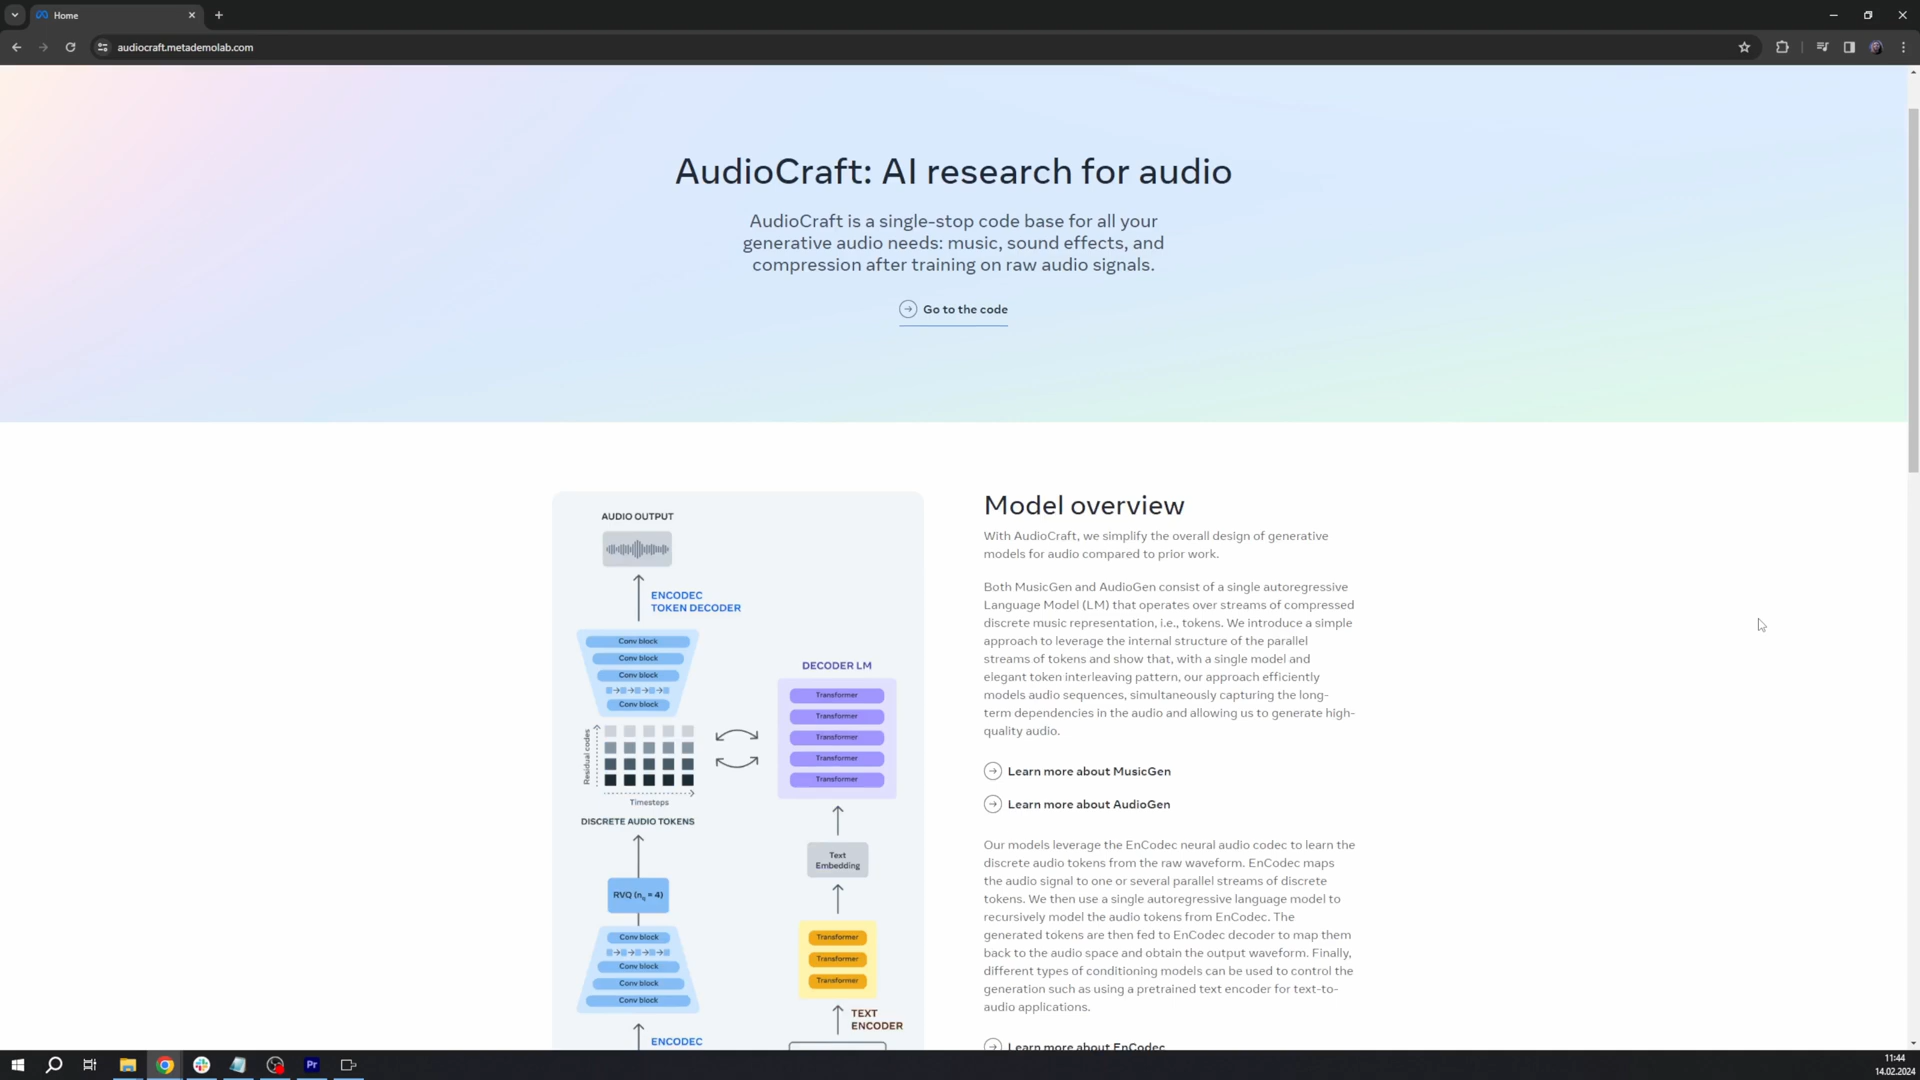 Home
audiocraft.metademolab.com
AudioCraft: AI research for audio
AudioCraft is a single-stop code base for all your
generative audio needs: music, sound effects, and
compression after training on raw audio signals.
Go to the code
AUDIO OUTPUT
ENCODEC
TOKEN DECODER
Conv block
Conv block
Conv block
Conv block
Residual codes
Timesteps
DISCRETE AUDIO TOKENS
RVQ (nq = 4)
Conv block
Conv block
Conv block
Conv block
ENCODEC
DECODER LM
Transformer
Transformer
Transformer
Transformer
Transformer
Text
Embedding
Transformer
Transformer
Transformer
TEXT
ENCODER
Model overview
With AudioCraft, we simplify the overall design of generative
models for audio compared to prior work.
Both MusicGen and AudioGen consist of a single autoregressive
Language Model (LM) that operates over streams of compressed
discrete music representation, i.e., tokens. We introduce a simple
approach to leverage the internal structure of the parallel
streams of tokens and show that, with a single model and
elegant token interleaving pattern, our approach efficiently
models audio sequences, simultaneously capturing the long-
term dependencies in the audio and allowing us to generate high-
quality audio.
Learn more about MusicGen
Learn more about AudioGen
Our models leverage the EnCodec neural audio codec to learn the
discrete audio tokens from the raw waveform. EnCodec maps
the audio signal to one or several parallel streams of discrete
tokens. We then use a single autoregressive language model to
recursively model the audio tokens from EnCodec. The
generated tokens are then fed to EnCodec decoder to map them
back to the audio space and obtain the output waveform. Finally,
different types of conditioning models can be used to control the
generation such as using a pretrained text encoder for text-to-
audio applications.
Learn more about EnCodec
Pr
11:44
14.02.2024